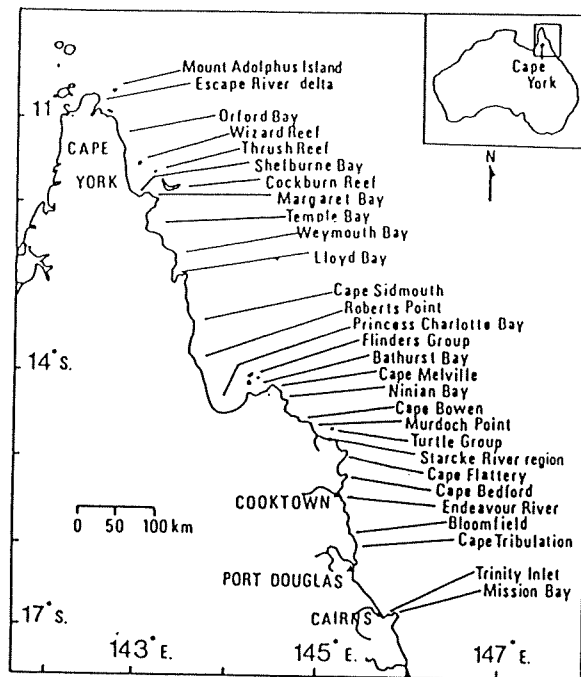 Mount Adolphus Island
Escape River delta
11
Orford Bay
Wizard Reef
CAPE
Thrush Reef
YORK
Shelburne Bay
Cockburn Reef
Margaret Bay
Temple Bay
Weymouth Bay
Lloyd Bay
Cape York
N
Cape Sidmouth
Roberts Point
Princess Charlotte Bay
14° S.
Flinders Group
Bathurst Bay
Cape Melville
Ninian Bay
Cape Bowen
Murdoch Point
Turtle Group
Starcke River region
Cape Flattery
Cape Bedford
COOKTOWN
Endeavour River
0 50 100 km
Bloomfield
Cape Tribulation
PORT DOUGLAS
Trinity Inlet
Mission Bay
17° S.
CAIRNS
143° E.
145° E.
147° E.